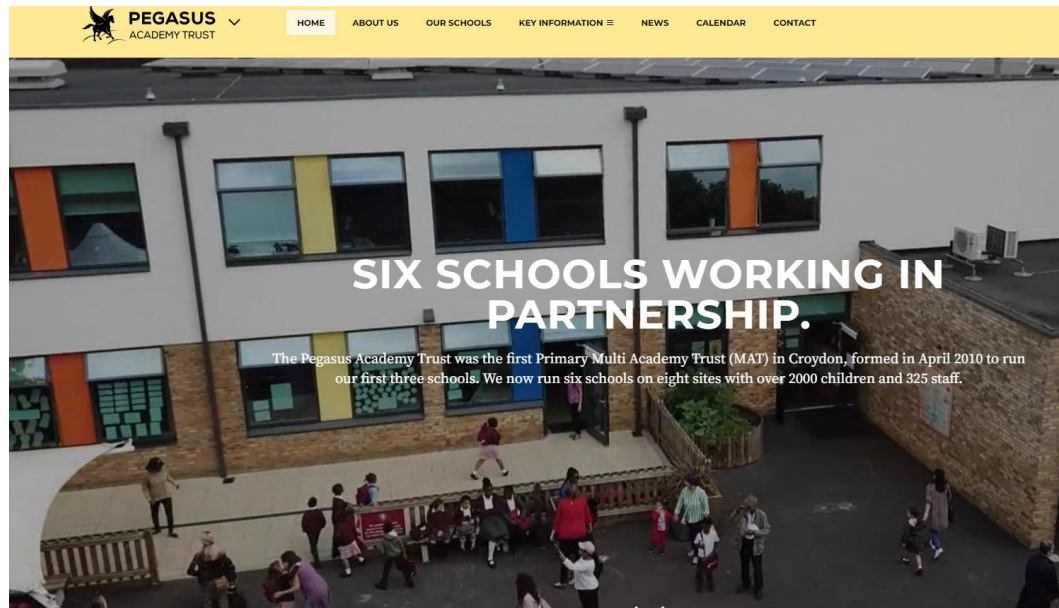 PEGASUS
ACADEMY TRUST
HOME
ABOUT US
OUR SCHOOLS
KEY INFORMATION ≡
NEWS
CALENDAR
CONTACT
SIX SCHOOLS WORKING IN
PARTNERSHIP.
The Pegasus Academy Trust was the first Primary Multi Academy Trust (MAT) in Croydon, formed in April 2010 to run
our first three schools. We now run six schools on eight sites with over 2000 children and 325 staff.